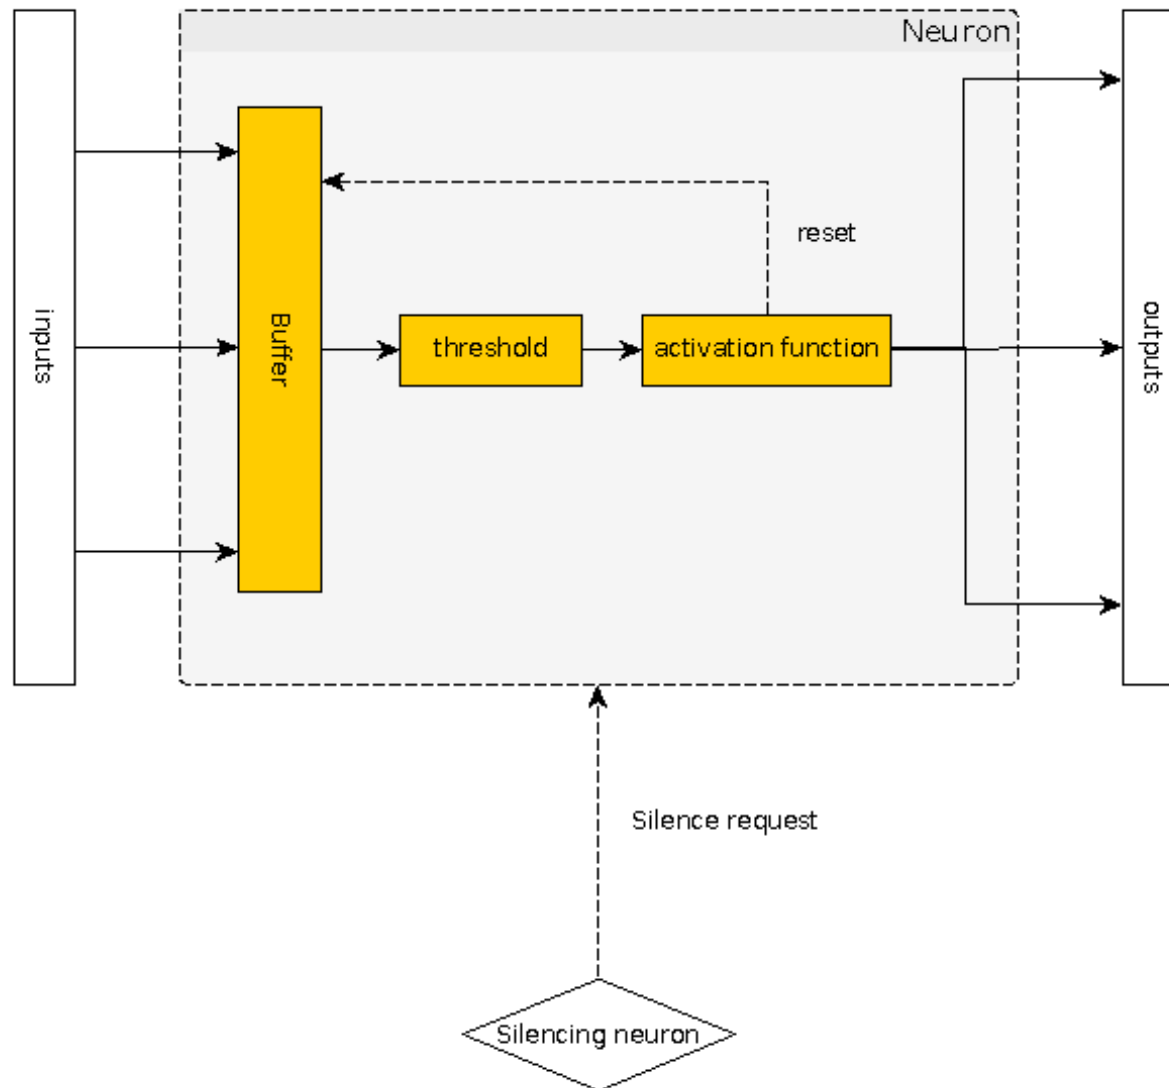 Neuron
inputs
Buffer
reset
threshold
activation function
outputs
Silence request
Silencing neuron